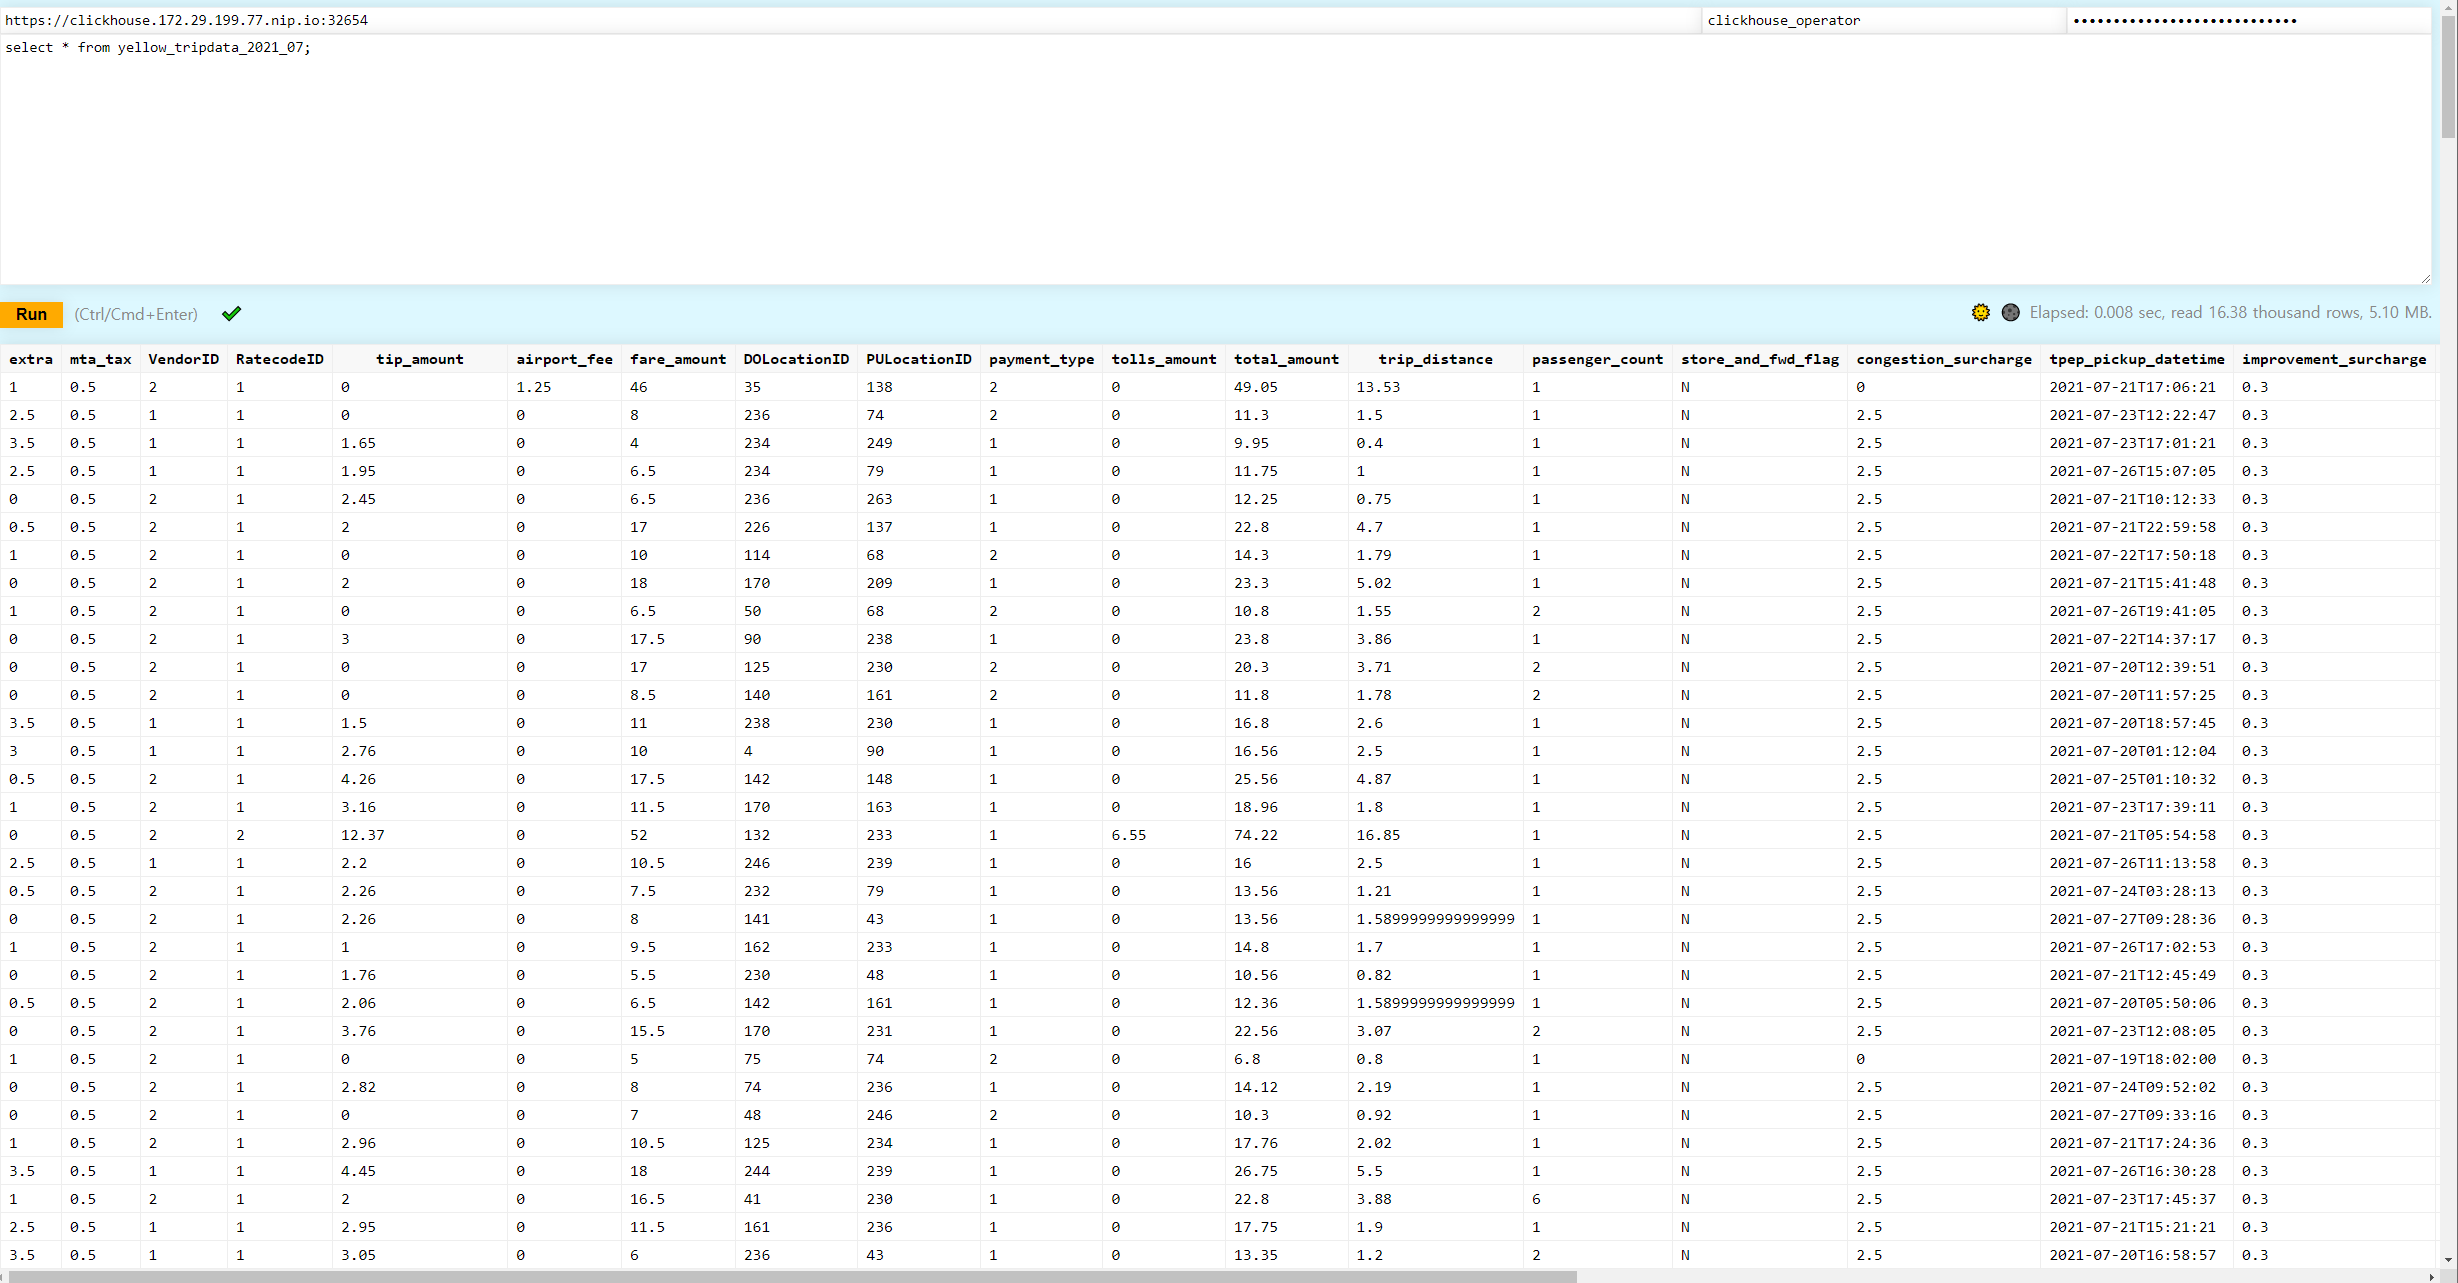 https://clickhouse.172.29.199.77.nip.io:32654 clickhouse_operator ••••••••••••••••••••••••••••
select * from yellow_tripdata_2021_07;
Run (Ctrl/Cmd+Enter) ✔ Elapsed: 0.008 sec, read 16.38 thousand rows, 5.10 MB.
extra mta_tax VendorID RatecodeID tip_amount airport_fee fare_amount DOLocationID PULocationID payment_type tolls_amount total_amount trip_distance passenger_count store_and_fwd_flag congestion_surcharge tpep_pickup_datetime improvement_surcharge
1 0.5 2 1 0 1.25 46 35 138 2 0 49.05 13.53 1 N 0 2021-07-21T17:06:21 0.3
2.5 0.5 1 1 0 0 8 236 74 2 0 11.3 1.5 1 N 2.5 2021-07-23T12:22:47 0.3
3.5 0.5 1 1 1.65 0 4 234 249 1 0 9.95 0.4 1 N 2.5 2021-07-23T17:01:21 0.3
2.5 0.5 1 1 1.95 0 6.5 234 79 1 0 11.75 1 1 N 2.5 2021-07-26T15:07:05 0.3
0 0.5 2 1 2.45 0 6.5 236 263 1 0 12.25 0.75 1 N 2.5 2021-07-21T10:12:33 0.3
0.5 0.5 2 1 2 0 17 226 137 1 0 22.8 4.7 1 N 2.5 2021-07-21T22:59:58 0.3
1 0.5 2 1 0 0 10 114 68 2 0 14.3 1.79 1 N 2.5 2021-07-22T17:50:18 0.3
0 0.5 2 1 2 0 18 170 209 1 0 23.3 5.02 1 N 2.5 2021-07-21T15:41:48 0.3
1 0.5 2 1 0 0 6.5 50 68 2 0 10.8 1.55 2 N 2.5 2021-07-26T19:41:05 0.3
0 0.5 2 1 3 0 17.5 90 238 1 0 23.8 3.86 1 N 2.5 2021-07-22T14:37:17 0.3
0 0.5 2 1 0 0 17 125 230 2 0 20.3 3.71 2 N 2.5 2021-07-20T12:39:51 0.3
0 0.5 2 1 0 0 8.5 140 161 2 0 11.8 1.78 2 N 2.5 2021-07-20T11:57:25 0.3
3.5 0.5 1 1 1.5 0 11 238 230 1 0 16.8 2.6 1 N 2.5 2021-07-20T18:57:45 0.3
3 0.5 1 1 2.76 0 10 4 90 1 0 16.56 2.5 1 N 2.5 2021-07-20T01:12:04 0.3
0.5 0.5 2 1 4.26 0 17.5 142 148 1 0 25.56 4.87 1 N 2.5 2021-07-25T01:10:32 0.3
1 0.5 2 1 3.16 0 11.5 170 163 1 0 18.96 1.8 1 N 2.5 2021-07-23T17:39:11 0.3
0 0.5 2 2 12.37 0 52 132 233 1 6.55 74.22 16.85 1 N 2.5 2021-07-21T05:54:58 0.3
2.5 0.5 1 1 2.2 0 10.5 246 239 1 0 16 2.5 1 N 2.5 2021-07-26T11:13:58 0.3
0.5 0.5 2 1 2.26 0 7.5 232 79 1 0 13.56 1.21 1 N 2.5 2021-07-24T03:28:13 0.3
0 0.5 2 1 2.26 0 8 141 43 1 0 13.56 1.5899999999999999 1 N 2.5 2021-07-27T09:28:36 0.3
1 0.5 2 1 1 0 9.5 162 233 1 0 14.8 1.7 1 N 2.5 2021-07-26T17:02:53 0.3
0 0.5 2 1 1.76 0 5.5 230 48 1 0 10.56 0.82 1 N 2.5 2021-07-21T12:45:49 0.3
0.5 0.5 2 1 2.06 0 6.5 142 161 1 0 12.36 1.5899999999999999 1 N 2.5 2021-07-20T05:50:06 0.3
0 0.5 2 1 3.76 0 15.5 170 231 1 0 22.56 3.07 2 N 2.5 2021-07-23T12:08:05 0.3
1 0.5 2 1 0 0 5 75 74 2 0 6.8 0.8 1 N 0 2021-07-19T18:02:00 0.3
0 0.5 2 1 2.82 0 8 74 236 1 0 14.12 2.19 1 N 2.5 2021-07-24T09:52:02 0.3
0 0.5 2 1 0 0 7 48 246 2 0 10.3 0.92 1 N 2.5 2021-07-27T09:33:16 0.3
1 0.5 2 1 2.96 0 10.5 125 234 1 0 17.76 2.02 1 N 2.5 2021-07-21T17:24:36 0.3
3.5 0.5 1 1 4.45 0 18 244 239 1 0 26.75 5.5 1 N 2.5 2021-07-26T16:30:28 0.3
1 0.5 2 1 2 0 16.5 41 230 1 0 22.8 3.88 6 N 2.5 2021-07-23T17:45:37 0.3
2.5 0.5 1 1 2.95 0 11.5 161 236 1 0 17.75 1.9 1 N 2.5 2021-07-21T15:21:21 0.3
3.5 0.5 1 1 3.05 0 6 236 43 1 0 13.35 1.2 2 N 2.5 2021-07-20T16:58:57 0.3